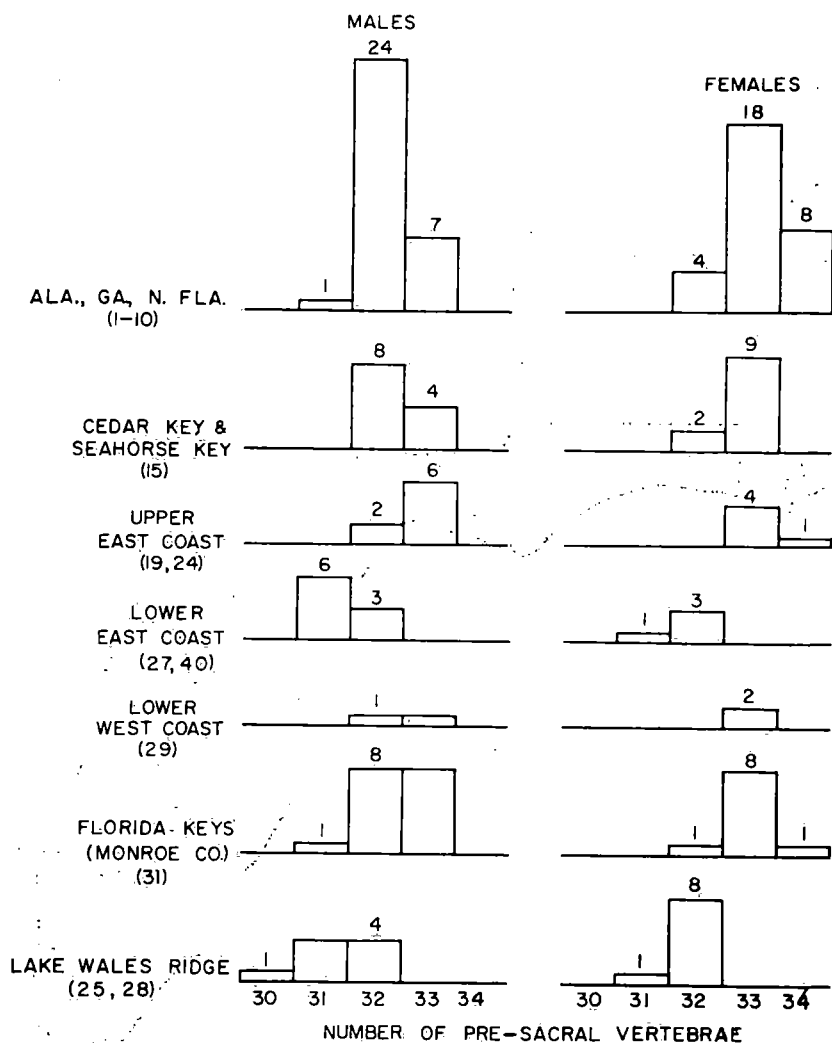 MALES
24
FEMALES
18
7
8
1
4
ALA., GA, N. FLA.
(1-10)
8
4
9
2
CEDAR KEY &
SEAHORSE KEY
(15)
6
2
4
1
UPPER
EAST COAST
(19,24)
6
3
1
3
LOWER
EAST COAST
(27,40)
1
2
LOWER
WEST COAST
(29)
8
1
8
1
1
FLORIDA KEYS
(MONROE CO.)
(31)
1
4
8
1
LAKE WALES RIDGE
(25,28)
30 31 32 33 34 30 31 32 33 34
NUMBER OF PRE-SACRAL VERTEBRAE